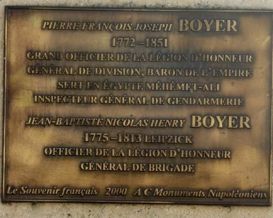 PIERRE-FRANÇOIS JOSEPH BOYER
1772-1851
GRAND OFFICIER DE LA LÉGION D'HONNEUR
GÉNÉRAL DE DIVISION, BARON DE L'EMPIRE
SERT EN ÉGYPTE MÉHÉMET-ALI
INSPECTEUR GÉNÉRAL DE GENDARMERIE
JEAN-BAPTISTE NICOLAS HENRY BOYER
1775-1813 LEIPZICK
OFFICIER DE LA LÉGION D'HONNEUR
GÉNÉRAL DE BRIGADE
Le Souvenir français 2000 A C Monuments Napoléoniens